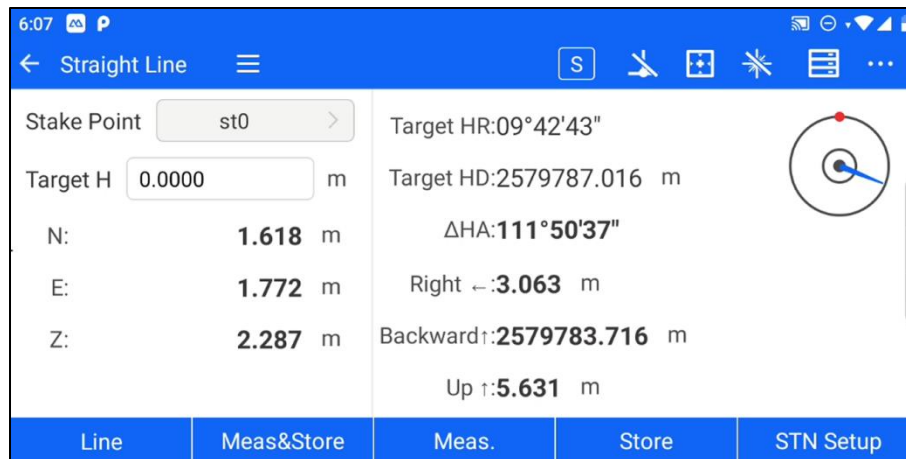 6:07
Straight Line
S
Stake Point st0
Target H 0.0000 m
N: 1.618 m
E: 1.772 m
Z: 2.287 m
Target HR:09°42'43"
Target HD:2579787.016 m
ΔHA:111°50'37"
Right ←:3.063 m
Backward↑:2579783.716 m
Up ↑:5.631 m
Line Meas&Store Meas. Store STN Setup